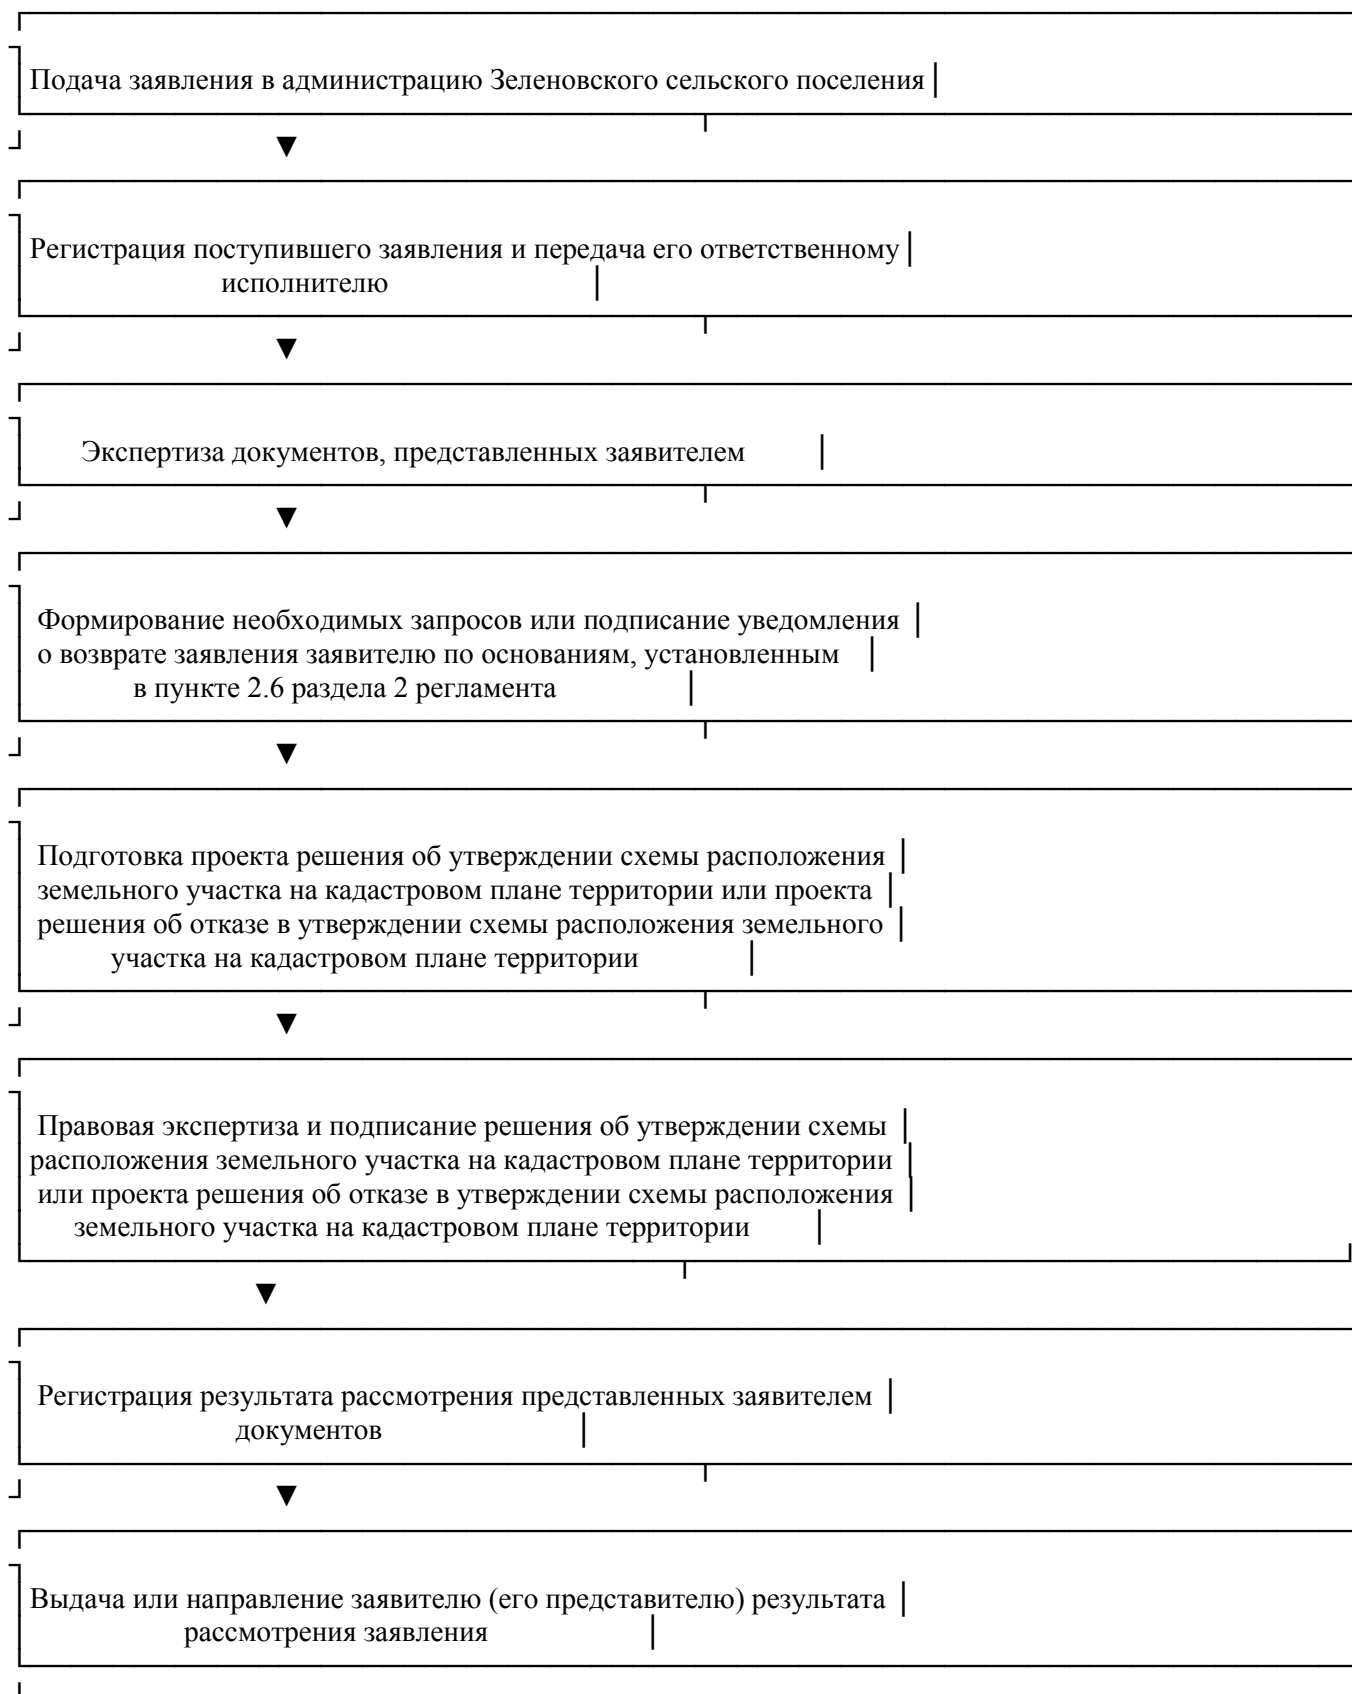 Подача заявления в администрацию Зеленовского сельского поселения
Регистрация поступившего заявления и передача его ответственному
исполнителю
Экспертиза документов, представленных заявителем
Формирование необходимых запросов или подписание уведомления
о возврате заявления заявителю по основаниям, установленным
в пункте 2.6 раздела 2 регламента
Подготовка проекта решения об утверждении схемы расположения
земельного участка на кадастровом плане территории или проекта
решения об отказе в утверждении схемы расположения земельного
участка на кадастровом плане территории
Правовая экспертиза и подписание решения об утверждении схемы
расположения земельного участка на кадастровом плане территории
или проекта решения об отказе в утверждении схемы расположения
земельного участка на кадастровом плане территории
Регистрация результата рассмотрения представленных заявителем
документов
Выдача или направление заявителю (его представителю) результата
рассмотрения заявления